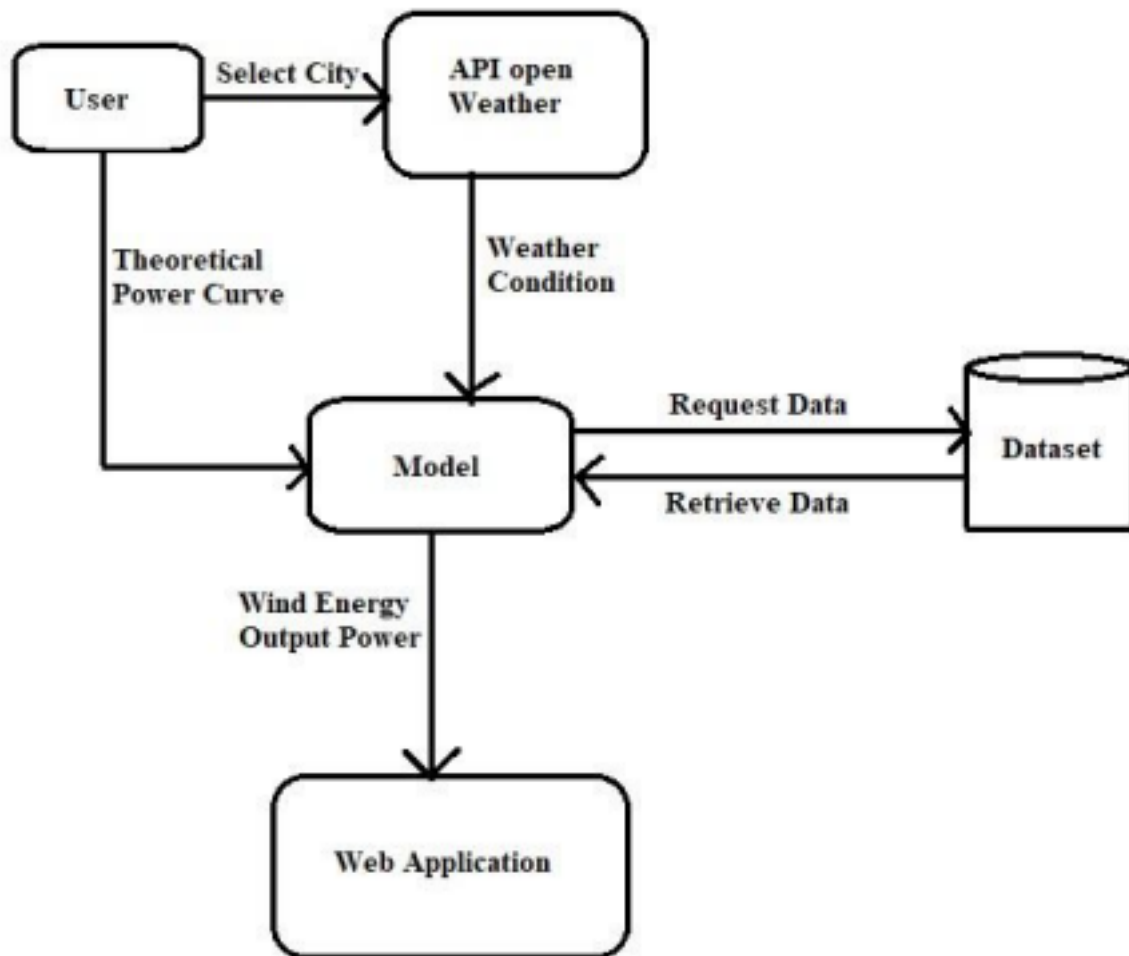 User
Select City
API open
Weather
Theoretical
Power Curve
Weather
Condition
Request Data
Model
Dataset
Retrieve Data
Wind Energy
Output Power
Web Application